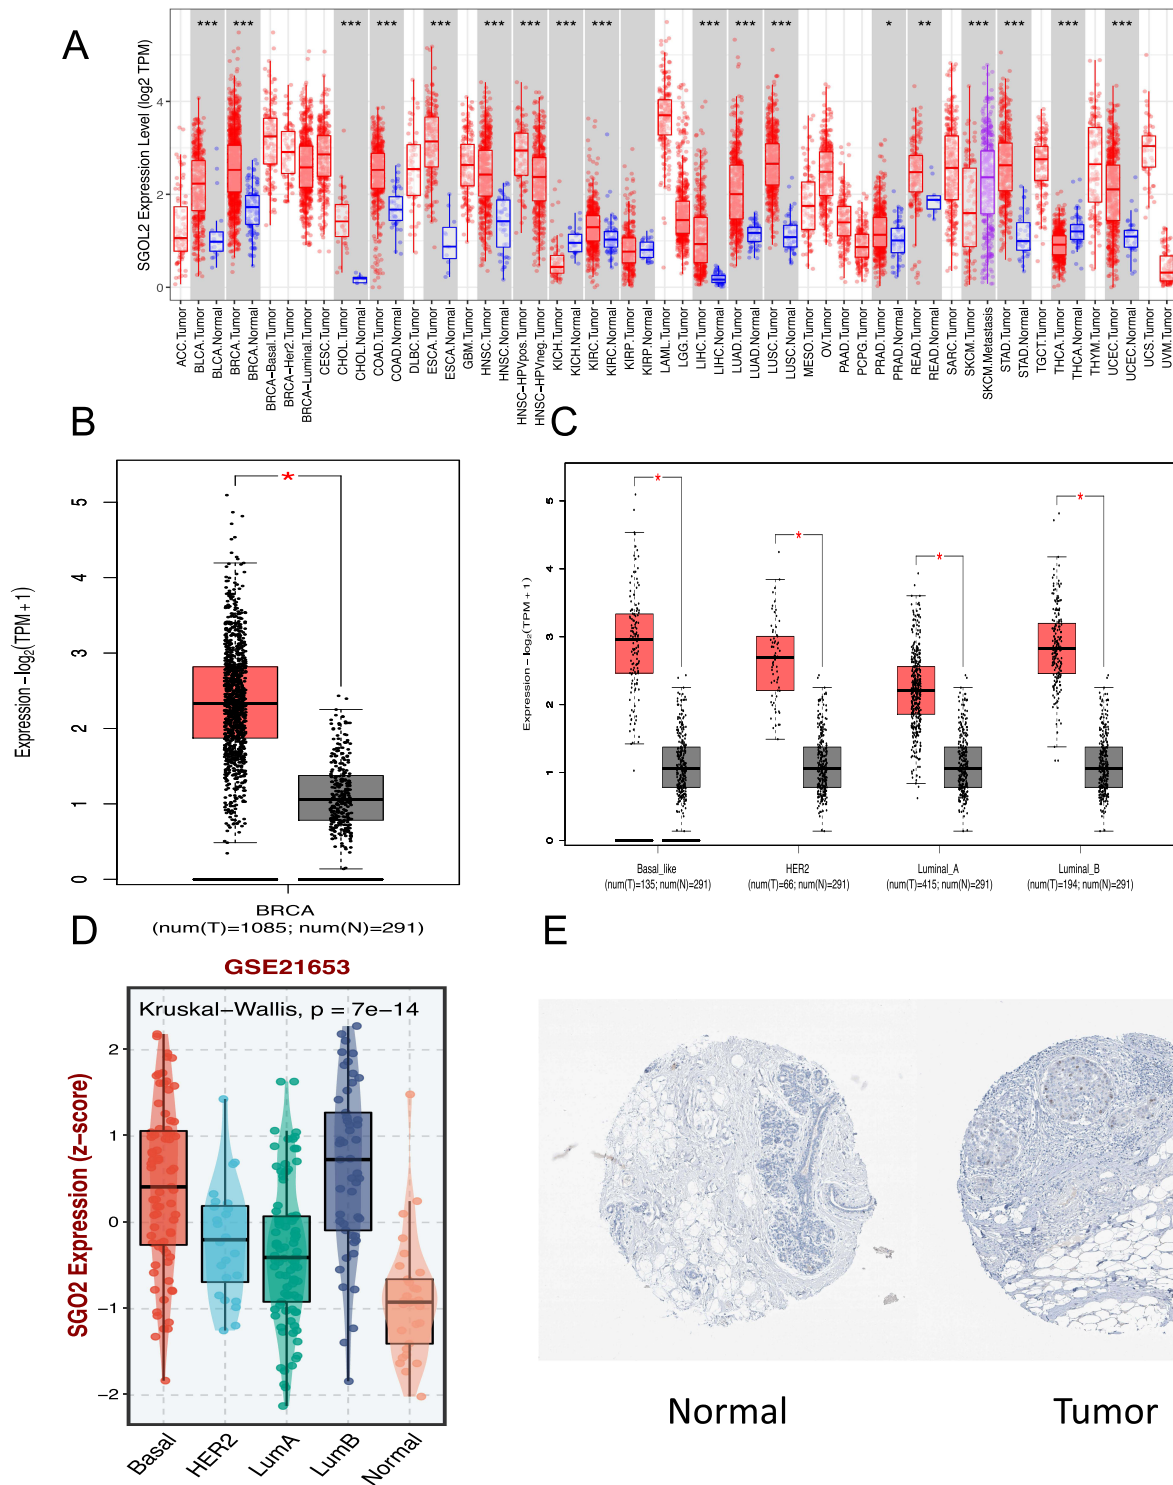 A
SGOL2 Expression Level (log2 TPM)
*** *** *** *** *** *** *** *** *** *** *** *** * ** *** *** *** ***
4
2
0
ACC.Tumor
BLCA.Tumor
BLCA.Normal
BRCA.Tumor
BRCA.Normal
BRCA-Basal.Tumor
BRCA-Her2.Tumor
BRCA-Luminal.Tumor
CESC.Tumor
CHOL.Tumor
CHOL.Normal
COAD.Tumor
COAD.Normal
DLBC.Tumor
ESCA.Tumor
ESCA.Normal
GBM.Tumor
HNSC.Tumor
HNSC.Normal
HNSC-HPVpos.Tumor
HNSC-HPVneg.Tumor
KICH.Tumor
KICH.Normal
KIRC.Tumor
KIRC.Normal
KIRP.Tumor
KIRP.Normal
LAML.Tumor
LGG.Tumor
LIHC.Tumor
LIHC.Normal
LUAD.Tumor
LUAD.Normal
LUSC.Tumor
LUSC.Normal
MESO.Tumor
OV.Tumor
PAAD.Tumor
PCPG.Tumor
PRAD.Tumor
PRAD.Normal
READ.Tumor
READ.Normal
SARC.Tumor
SKCM.Tumor
SKCM.Metastasis
STAD.Tumor
STAD.Normal
TGCT.Tumor
THCA.Tumor
THCA.Normal
THYM.Tumor
UCEC.Tumor
UCEC.Normal
UCS.Tumor
UVM.Tumor
B
Expression-log2(TPM+1)
5
4
3
2
1
0
*
BRCA
(num(T)=1085; num(N)=291)
C
Expression-log2(TPM+1)
5
4
3
2
1
0
* * * *
Basal_like
(num(T)=135; num(N)=291)
HER2
(num(T)=66; num(N)=291)
Luminal_A
(num(T)=415; num(N)=291)
Luminal_B
(num(T)=194; num(N)=291)
D
GSE21653
Kruskal-Wallis, p = 7e-14
SGO2 Expression (z-score)
2
1
0
-1
-2
Basal
HER2
LumA
LumB
Normal
E
Normal
Tumor